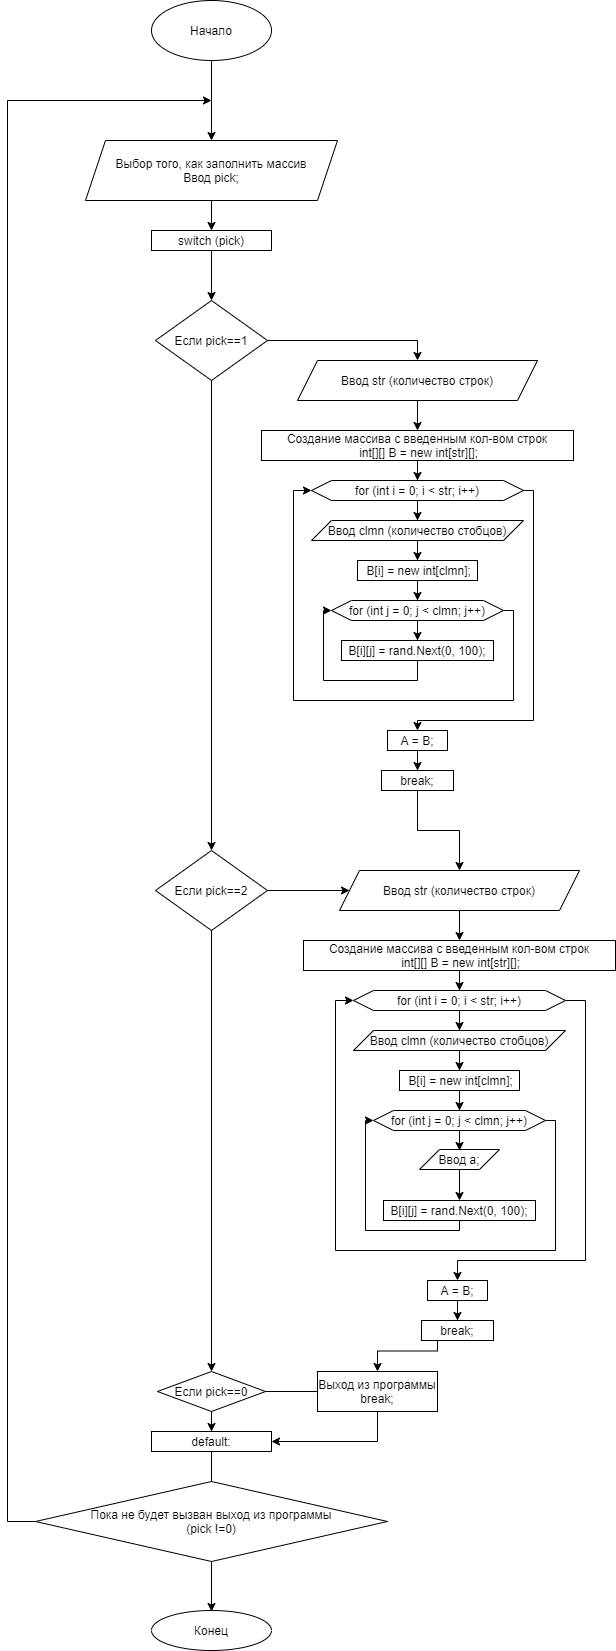 Начало
Выбор того, как заполнить массив
Ввод pick;
switch (pick)
Если pick==1
Ввод str (количество строк)
Создание массива с введенным кол-вом строк
int[][] B = new int[str][];
for (int i = 0; i < str; i++)
Ввод clmn (количество стобцов)
B[i] = new int[clmn];
for (int j = 0; j < clmn; j++)
B[i][j] = rand.Next(0, 100);
A = B;
break;
Если pick==2
Ввод str (количество строк)
Создание массива с введенным кол-вом строк
int[][] B = new int[str][];
for (int i = 0; i < str; i++)
Ввод clmn (количество стобцов)
B[i] = new int[clmn];
for (int j = 0; j < clmn; j++)
Ввод a;
B[i][j] = rand.Next(0, 100);
A = B;
break;
Если pick==0
Выход из программы
break;
default:
Пока не будет вызван выход из программы
(pick !=0)
Конец